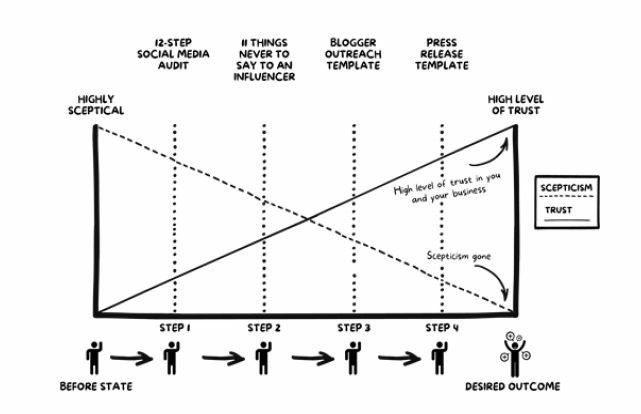 12-STEP
SOCIAL MEDIA
AUDIT
11 THINGS
NEVER TO
SAY TO AN
INFLUENCER
BLOGGER
OUTREACH
TEMPLATE
PRESS
RELEASE
TEMPLATE
HIGHLY
SCEPTICAL
HIGH LEVEL
OF TRUST
High level of trust in you
and your business
SCEPTICISM
TRUST
Scepticism gone
STEP 1
STEP 2
STEP 3
STEP 4
BEFORE STATE
DESIRED OUTCOME